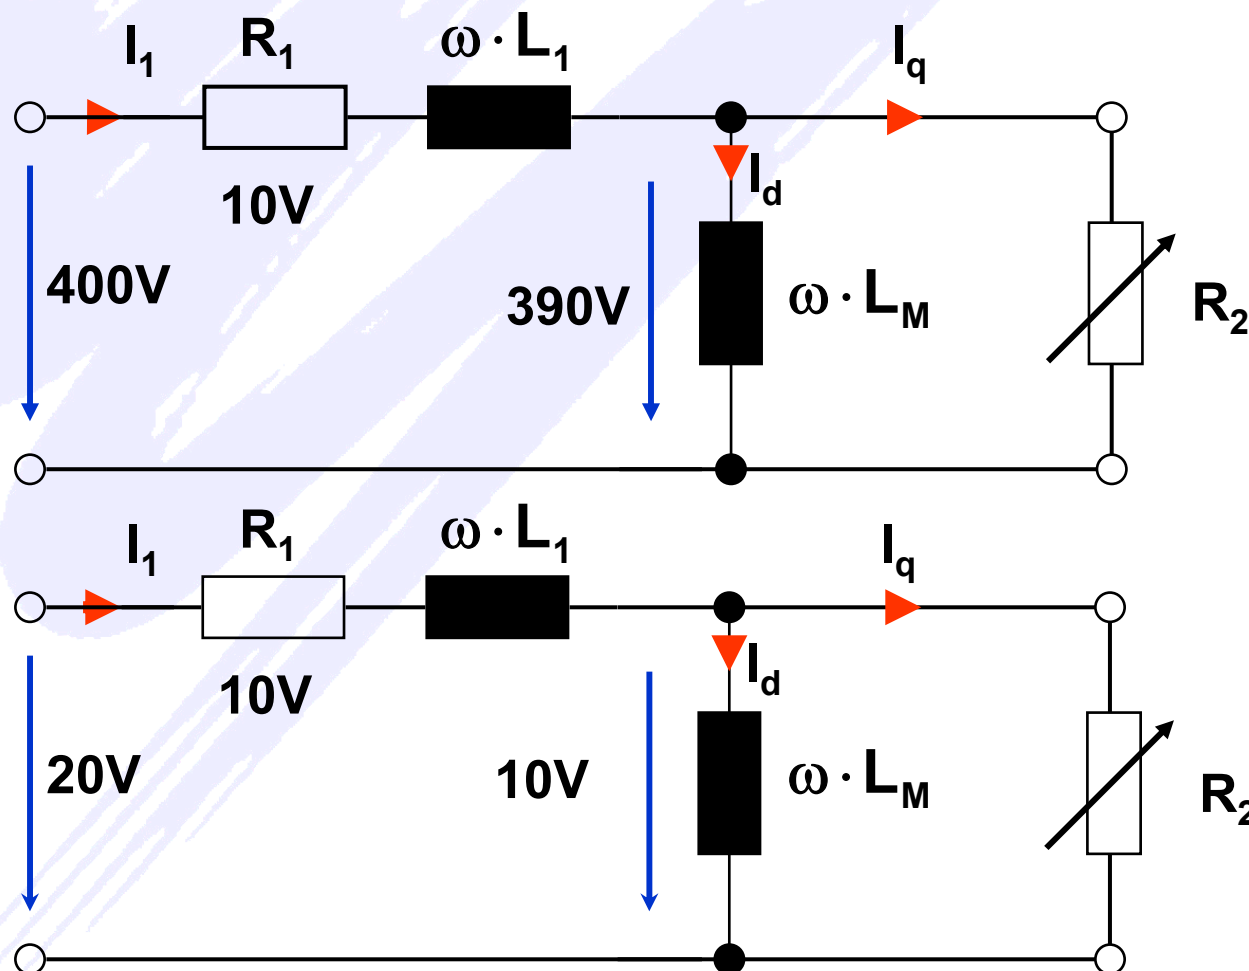 I1 R1 ω · L1 Iq
Id
10V
400V 390V ω · LM R2
I1 R1 ω · L1 Iq
Id
10V
20V 10V ω · LM R2